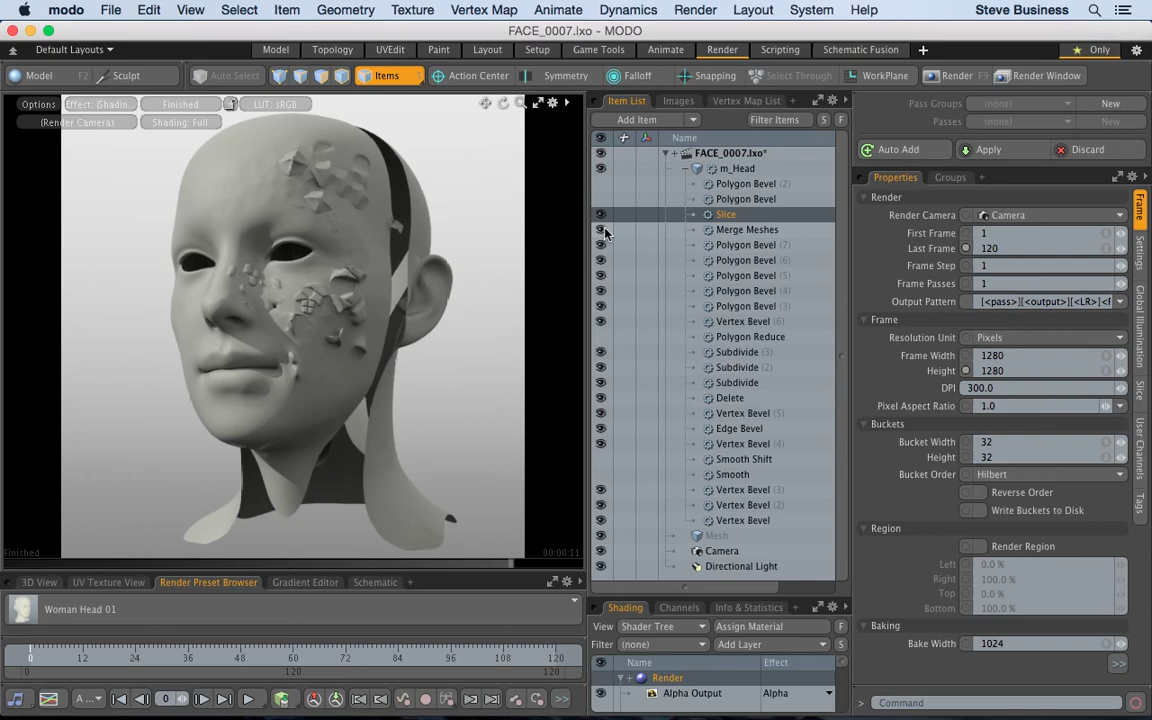 modo File Edit View Select Item Geometry Texture Vertex Map Deform Animate Dynamics Render Layout System Help Steve Business
FACE_0007.lxo - MODO
Default Layouts Model Topology UVEdit Paint Layout Setup Game Tools Animate Render Scripting Schematic Fusion + ★ Only
Model F2 Sculpt Auto Select Items Action Center Symmetry Falloff Snapping Select Through WorkPlane Render F9 Render Window
Options Effect: (Shadin... Finished LUT: sRGB
(Render Camera) Shading: Full
Finished 00:00:11
3D View UV Texture View Render Preset Browser Gradient Editor Schematic +
Woman Head 01
0 12 24 36 48 60 72 84 96 108 120
0 120 120
A... 0 >>
Item List Images Vertex Map List +
Add Item Filter Items S F
Name
FACE_0007.lxo*
m_Head
Polygon Bevel (2)
Polygon Bevel
Slice
Merge Meshes
Polygon Bevel (7)
Polygon Bevel (6)
Polygon Bevel (5)
Polygon Bevel (4)
Polygon Bevel (3)
Vertex Bevel (6)
Polygon Reduce
Subdivide (3)
Subdivide (2)
Subdivide
Delete
Vertex Bevel (5)
Edge Bevel
Vertex Bevel (4)
Smooth Shift
Smooth
Vertex Bevel (3)
Vertex Bevel (2)
Vertex Bevel
Mesh
Camera
Directional Light
Shading Channels Info & Statistics +
View Shader Tree Assign Material F
Filter (none) Add Layer S
Name Effect
Render
Alpha Output Alpha
Pass Groups (none) New
Passes (none) New
Auto Add Apply Discard
Properties Groups +
Render
Render Camera Camera
First Frame 1
Last Frame 120
Frame Step 1
Frame Passes 1
Output Pattern [<pass>][<output>][<LR>]<F
Frame
Resolution Unit Pixels
Frame Width 1280
Height 1280
DPI 300.0
Pixel Aspect Ratio 1.0
Buckets
Bucket Width 32
Height 32
Bucket Order Hilbert
Reverse Order
Write Buckets to Disk
Region
Render Region
Left 0.0 %
Right 100.0 %
Top 0.0 %
Bottom 100.0 %
Baking
Bake Width 1024
>>
Frame
Settings
Global Illumination
Slice
User Channels
Tags
> Command